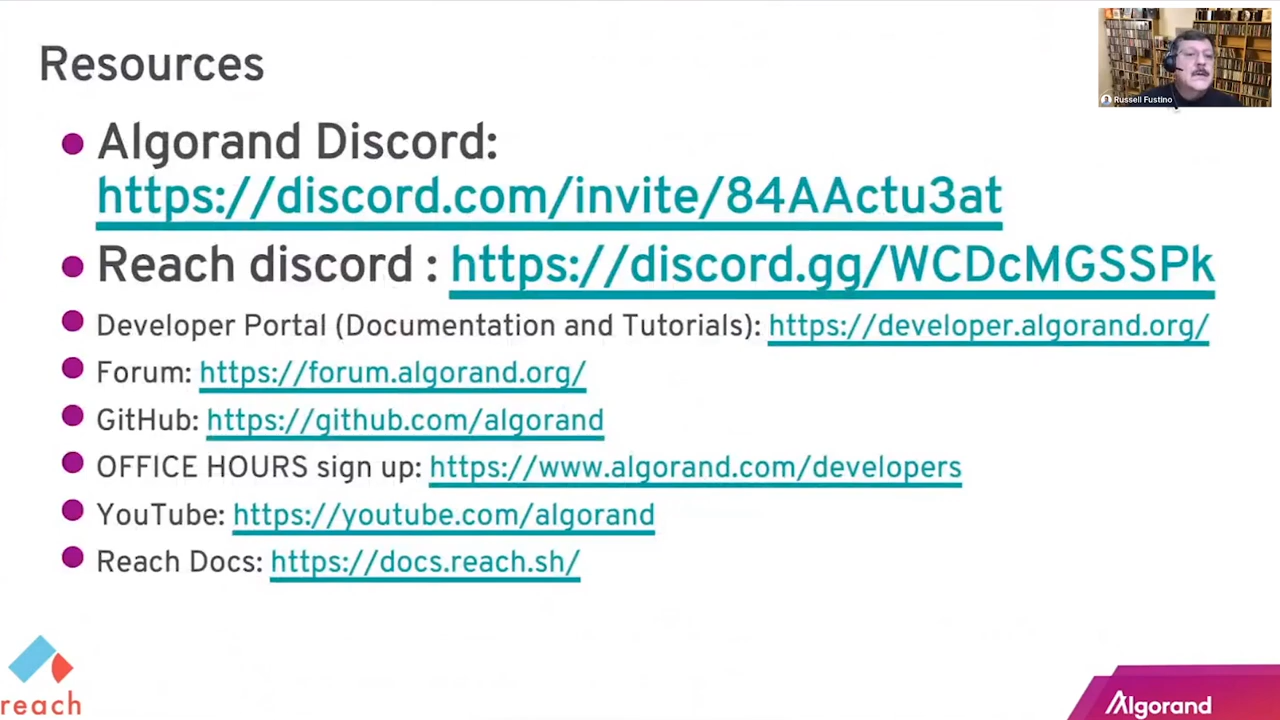 Resources
Russell Fustino
Algorand Discord:
https://discord.com/invite/84AActu3at
Reach discord : https://discord.gg/WCDcMGSSPk
Developer Portal (Documentation and Tutorials): https://developer.algorand.org/
Forum: https://forum.algorand.org/
GitHub: https://github.com/algorand
OFFICE HOURS sign up: https://www.algorand.com/developers
YouTube: https://youtube.com/algorand
Reach Docs: https://docs.reach.sh/
reach
Algorand